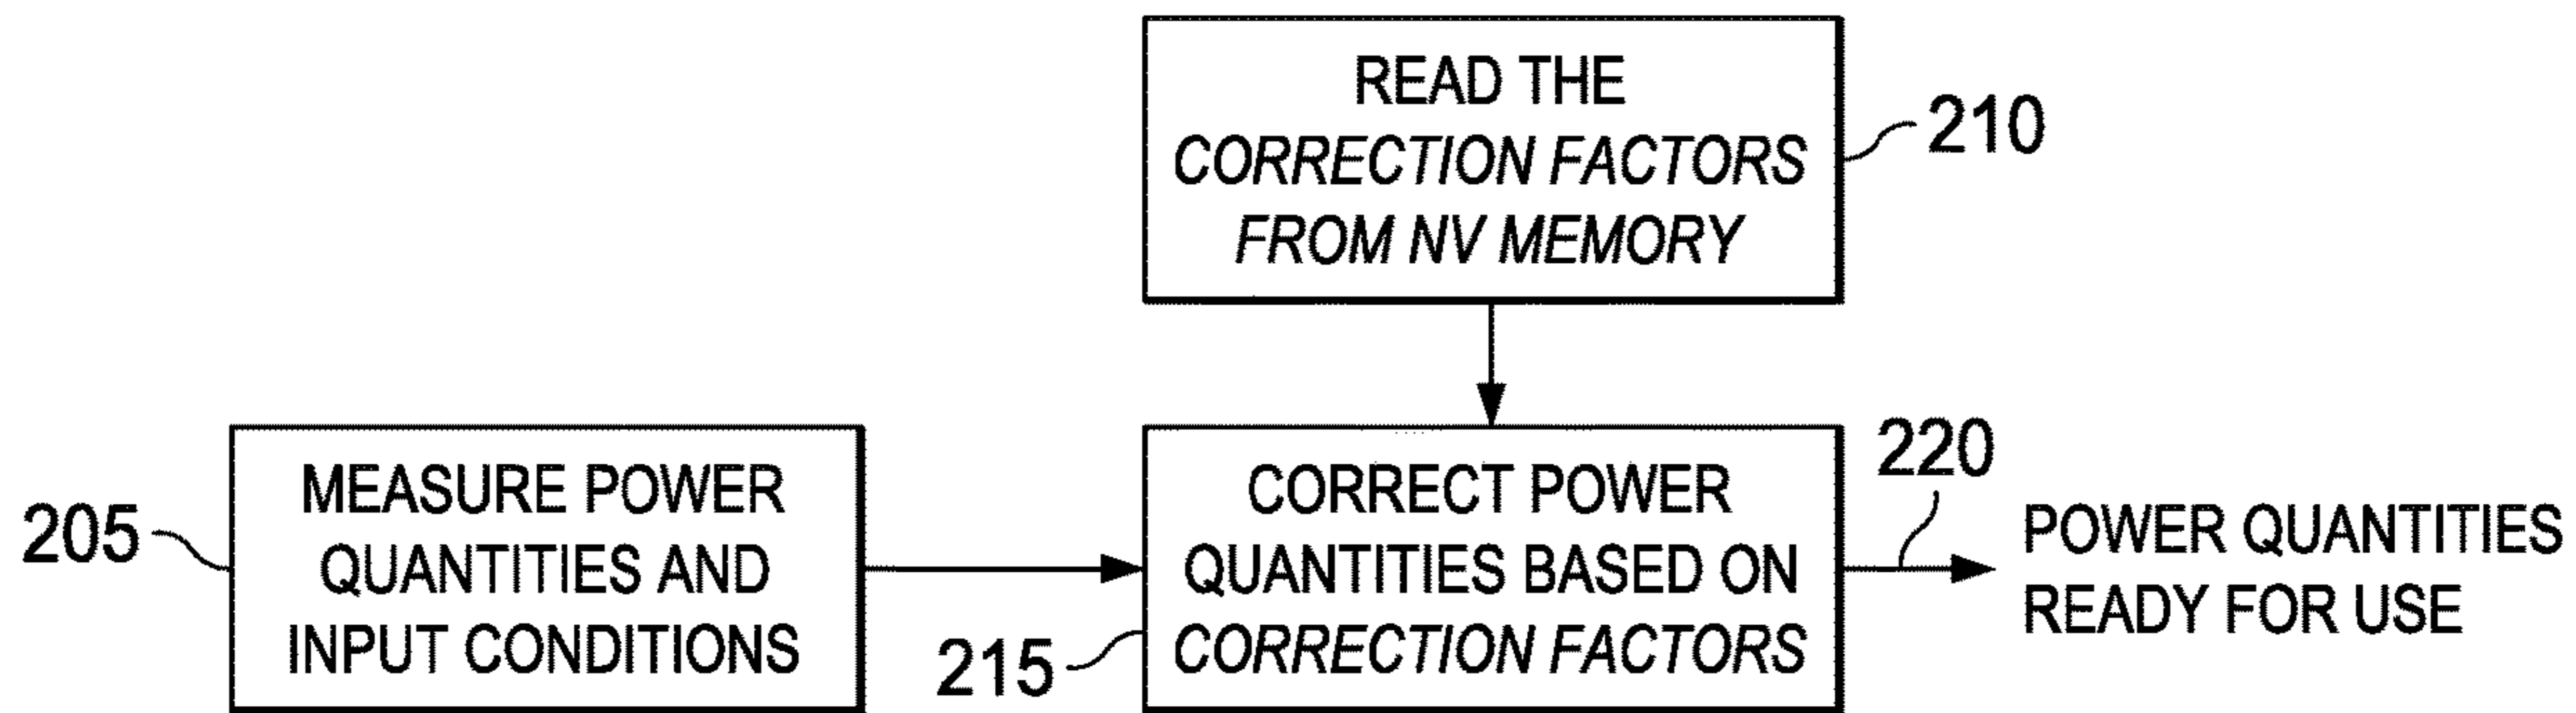 READ THE
CORRECTION FACTORS
FROM NV MEMORY
210
205
MEASURE POWER
QUANTITIES AND
INPUT CONDITIONS
215
CORRECT POWER
QUANTITIES BASED ON
CORRECTION FACTORS
220
POWER QUANTITIES
READY FOR USE